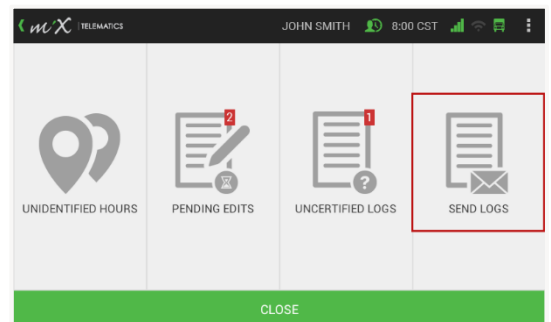 miX TELEMATICS JOHN SMITH 8:00 CST
2 1
UNIDENTIFIED HOURS PENDING EDITS UNCERTIFIED LOGS SEND LOGS
CLOSE